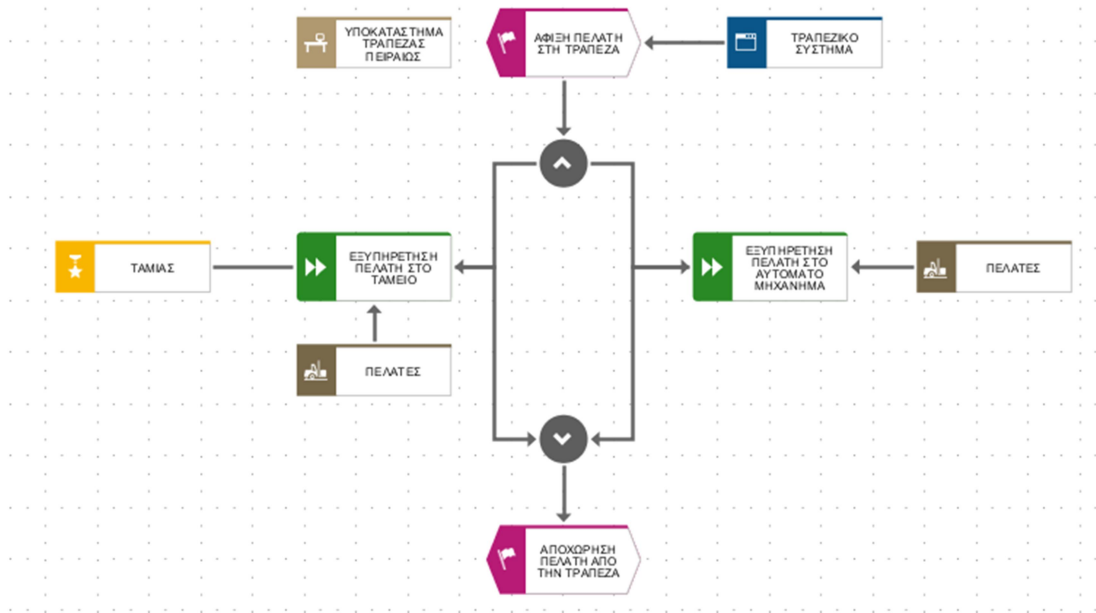 ΥΠΟΚΑΤΑΣΤΗΜΑ
ΤΡΑΠΕΖΑΣ
ΠΕΙΡΑΙΩΣ
ΑΦΙΞΗ ΠΕΛΑΤΗ
ΣΤΗ ΤΡΑΠΕΖΑ
ΤΡΑΠΕΖΙΚΟ
ΣΥΣΤΗΜΑ
ΤΑΜΙΑΣ
ΕΞΥΠΗΡΕΤΗΣΗ
ΠΕΛΑΤΗ ΣΤΟ
ΤΑΜΕΙΟ
ΕΞΥΠΗΡΕΤΗΣΗ
ΠΕΛΑΤΗ ΣΤΟ
ΑΥΤΟΜΑΤΟ
ΜΗΧΑΝΗΜΑ
ΠΕΛΑΤΕΣ
ΠΕΛΑΤΕΣ
ΑΠΟΧΩΡΗΣΗ
ΠΕΛΑΤΗ ΑΠΟ
ΤΗΝ ΤΡΑΠΕΖΑ